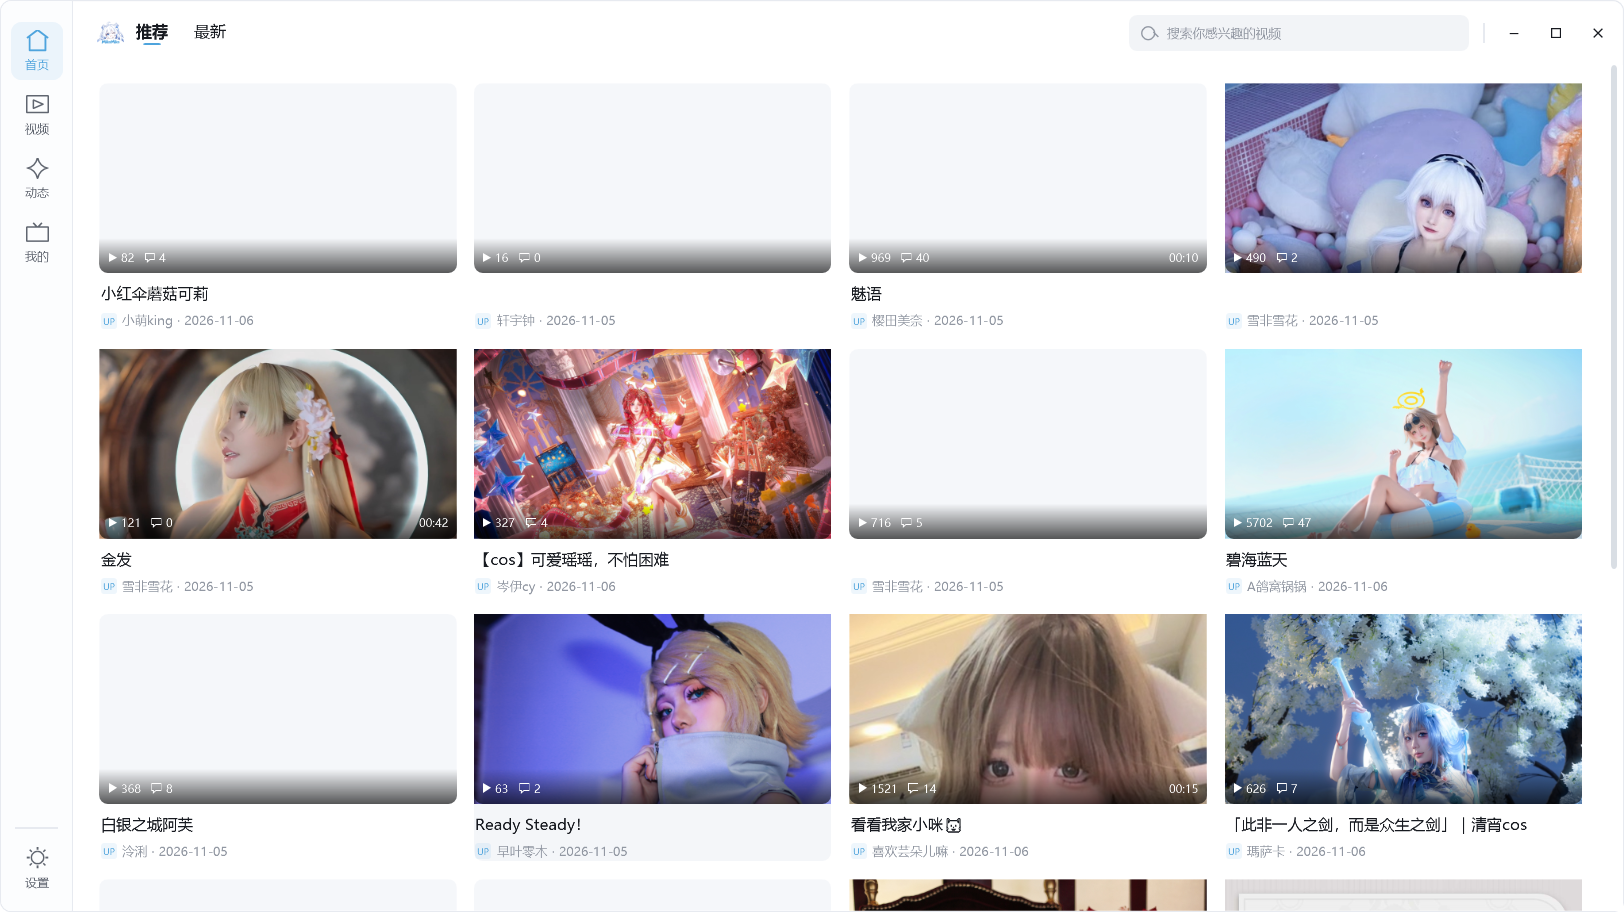 推荐
最新
搜索你感兴趣的视频
首页
视频
动态
我的
设置
82 4
16 0
969 40 00:10
490 2
小红伞蘑菇可莉
魅语
UP 小萌king · 2026-11-06
UP 轩宇钟 · 2026-11-05
UP 樱田美奈 · 2026-11-05
UP 雪非雪花 · 2026-11-05
121 0 00:42
327 4
716 5
5702 47
金发
【cos】可爱瑶瑶，不怕困难
碧海蓝天
UP 雪非雪花 · 2026-11-05
UP 岑伊cy · 2026-11-06
UP 雪非雪花 · 2026-11-05
UP A鸽窝锅锅 · 2026-11-06
368 8
63 2
1521 14 00:15
626 7
白银之城阿芙
Ready Steady!
看看我家小咪🐱
「此非一人之剑，而是众生之剑」｜清宵cos
UP 泠涮 · 2026-11-05
UP 早叶零木 · 2026-11-05
UP 喜欢芸朵儿嘛 · 2026-11-06
UP 瑪萨卡 · 2026-11-06